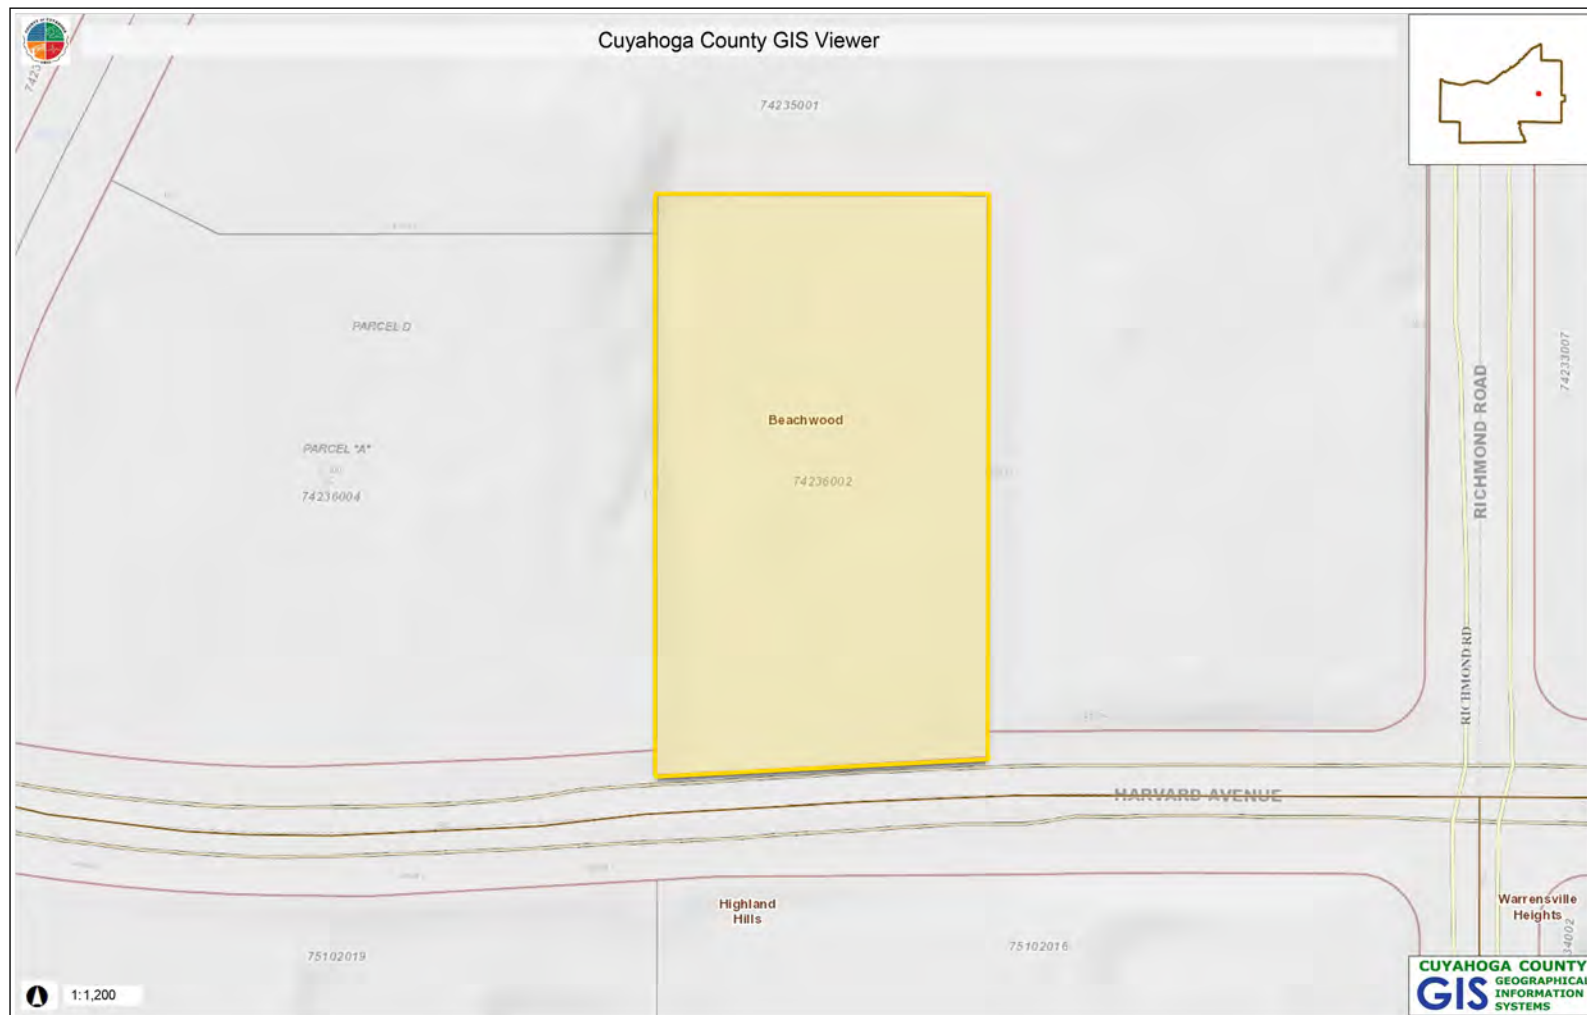 Cuyahoga County GIS Viewer
74235001
PARCEL D
Beachwood
PARCEL "A"
74236004
74236002
RICHMOND ROAD
74233007
RICHMOND RD
HARVARD AVENUE
Highland
Hills
Warrensville
Heights
75102019
75102016
34002
1:1,200
CUYAHOGA COUNTY
GIS
GEOGRAPHICAL
INFORMATION
SYSTEMS